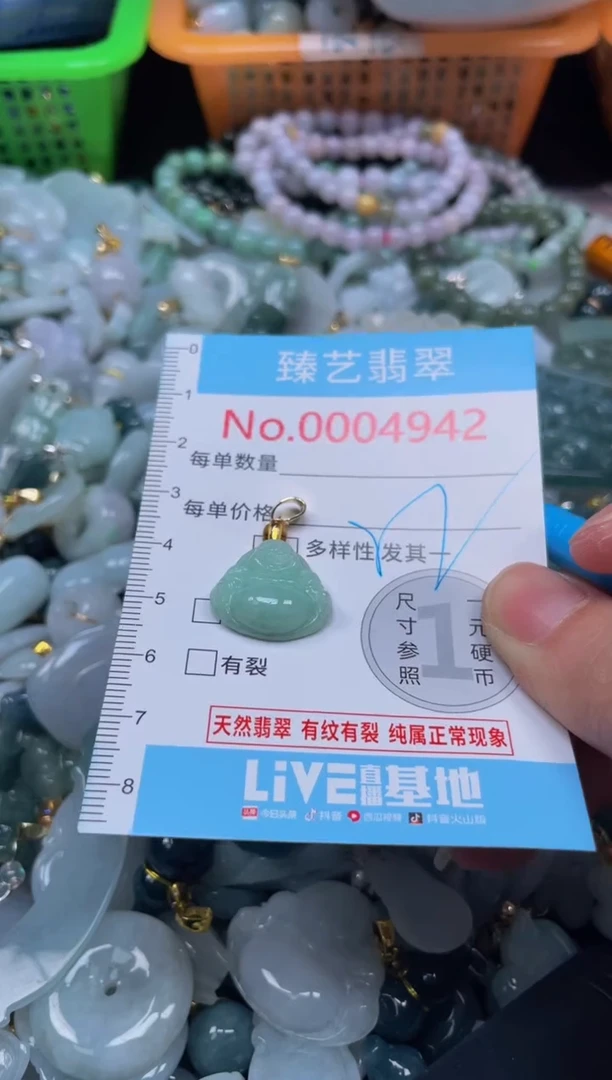 臻艺翡翠
No.0004942
每单数量
每单价格
多样性 发其一
有裂
尺寸参照
1
一元硬币
天然翡翠 有纹有裂 纯属正常现象
LiVE直播基地
头条 今日头条 抖音 西瓜视频 抖音火山版
0
1
2
3
4
5
6
7
8